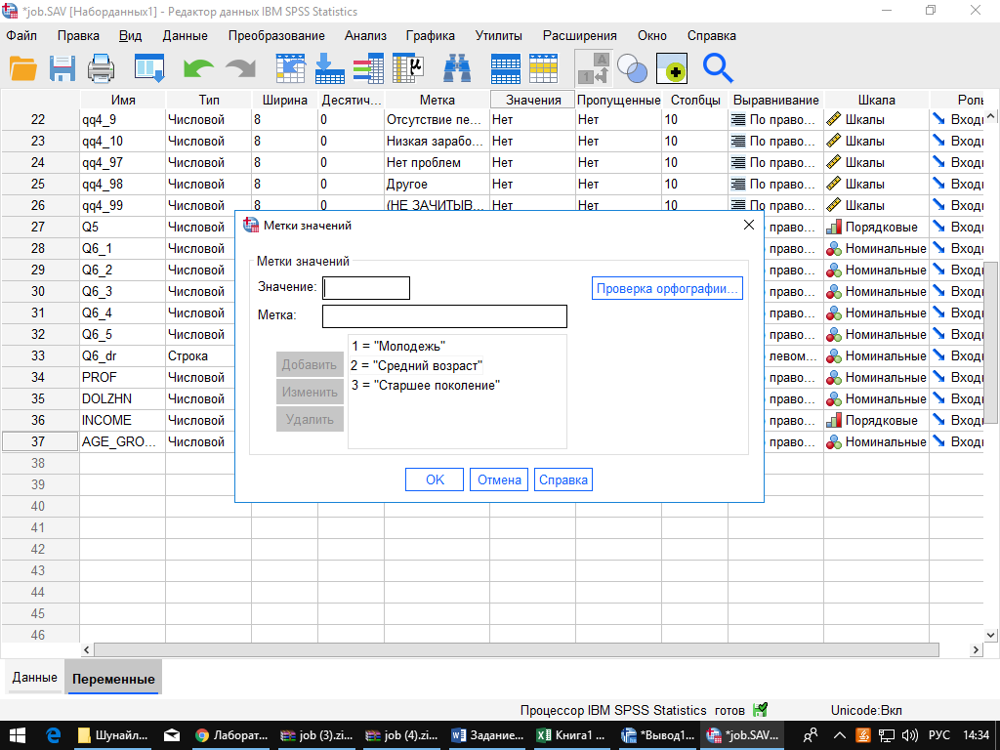 *job.SAV [Наборданных1] - Редактор данных IBM SPSS Statistics
Файл Правка Вид Данные Преобразование Анализ Графика Утилиты Расширения Окно Справка
Имя Тип Ширина Десятич... Метка Значения Пропущенные Столбцы Выравнивание Шкала Роль
22 qq4_9 Числовой 8 0 Отсутствие пе... Нет Нет 10 По право... Шкалы Входн
23 qq4_10 Числовой 8 0 Низкая зарабо... Нет Нет 10 По право... Шкалы Входн
24 qq4_97 Числовой 8 0 Нет проблем Нет Нет 10 По право... Шкалы Входн
25 qq4_98 Числовой 8 0 Другое Нет Нет 10 По право... Шкалы Входн
26 qq4_99 Числовой 8 0 (НЕ ЗАЧИТЫВ... Нет Нет 10 По право... Шкалы Входн
27 Q5 Числовой право... Порядковые Входн
28 Q6_1 Числовой право... Номинальные Входн
29 Q6_2 Числовой право... Номинальные Входн
30 Q6_3 Числовой право... Номинальные Входн
31 Q6_4 Числовой право... Номинальные Входн
32 Q6_5 Числовой право... Номинальные Входн
33 Q6_dr Строка левом... Номинальные Входн
34 PROF Числовой право... Номинальные Входн
35 DOLZHN Числовой право... Номинальные Входн
36 INCOME Числовой право... Порядковые Входн
37 AGE_GRO... Числовой право... Номинальные Входн
38
39
40
41
42
43
44
45
46
Метки значений
Метки значений
Значение:
Проверка орфографии...
Метка:
1 = "Молодежь"
2 = "Средний возраст"
3 = "Старшее поколение"
Добавить
Изменить
Удалить
OK Отмена Справка
Данные Переменные
Процессор IBM SPSS Statistics готов Unicode:Вкл
Шунайл... Лаборат... job (3).zi... job (4).zi... Задание... Книга1 ... *Вывод1... *job.SAV... РУС 14:34